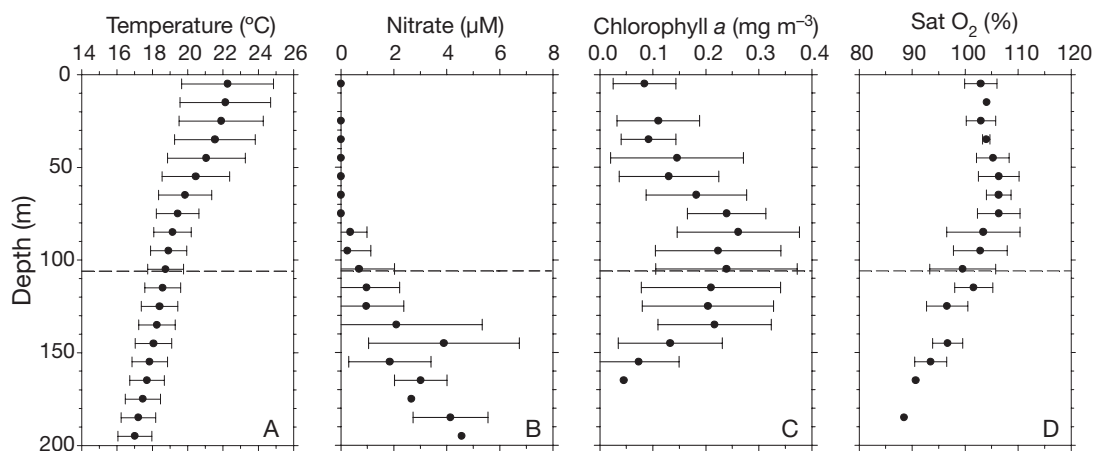 Temperature (ºC) Nitrate (µM) Chlorophyll a (mg m–3) Sat O2 (%)
14 16 18 20 22 24 26 0 2 4 6 8 0.0 0.1 0.2 0.3 0.4 80 90 100 110 120
0
50
100
150
200
Depth (m)
A B C D